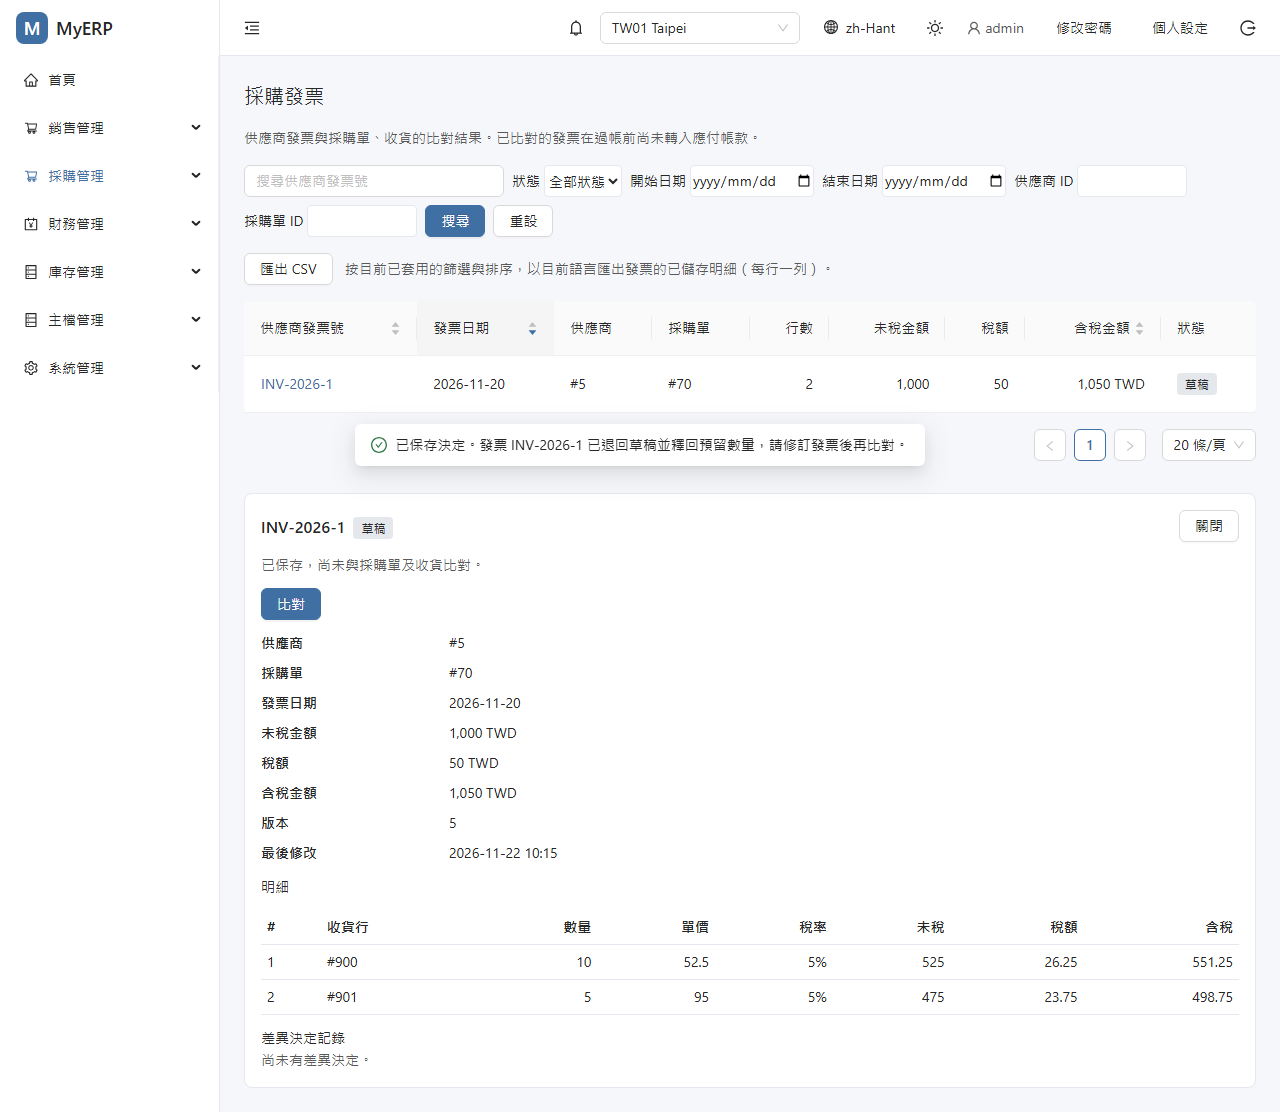 M MyERP
TW01 Taipei
zh-Hant
admin
修改密碼
個人設定
首頁
銷售管理
採購管理
財務管理
庫存管理
主檔管理
系統管理
採購發票
供應商發票與採購單、收貨的比對結果。已比對的發票在過帳前尚未轉入應付帳款。
搜尋供應商發票號 狀態 全部狀態 開始日期 yyyy/mm/dd 結束日期 yyyy/mm/dd 供應商 ID
採購單 ID 搜尋 重設
匯出 CSV 按目前已套用的篩選與排序，以目前語言匯出發票的已儲存明細（每行一列）。
供應商發票號 發票日期 供應商 採購單 行數 未稅金額 稅額 含稅金額 狀態
INV-2026-1 2026-11-20 #5 #70 2 1,000 50 1,050 TWD 草稿
已保存決定。發票 INV-2026-1 已退回草稿並釋回預留數量，請修訂發票後再比對。
1 20 條/頁
INV-2026-1 草稿 關閉
已保存，尚未與採購單及收貨比對。
比對
供應商 #5
採購單 #70
發票日期 2026-11-20
未稅金額 1,000 TWD
稅額 50 TWD
含稅金額 1,050 TWD
版本 5
最後修改 2026-11-22 10:15
明細
# 收貨行 數量 單價 稅率 未稅 稅額 含稅
1 #900 10 52.5 5% 525 26.25 551.25
2 #901 5 95 5% 475 23.75 498.75
差異決定記錄
尚未有差異決定。